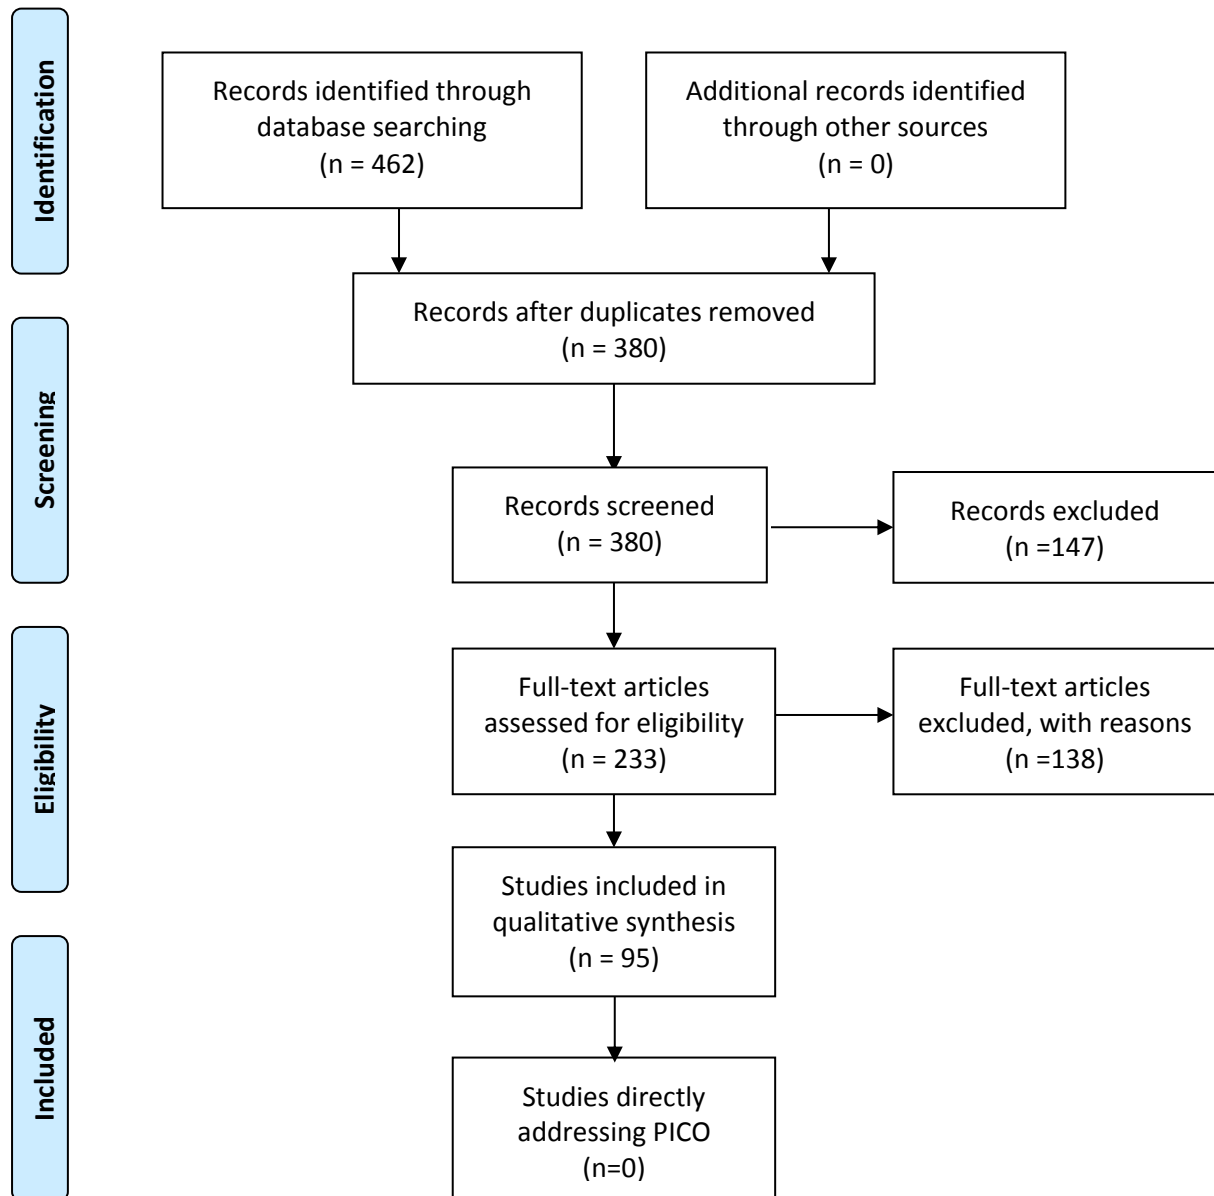 Identification
Records identified through
database searching
(n = 462)
Additional records identified
through other sources
(n = 0)
Records after duplicates removed
(n = 380)
Screening
Records screened
(n = 380)
Records excluded
(n =147)
Eligibility
Full-text articles
assessed for eligibility
(n = 233)
Full-text articles
excluded, with reasons
(n =138)
Studies included in
qualitative synthesis
(n = 95)
Included
Studies directly
addressing PICO
(n=0)